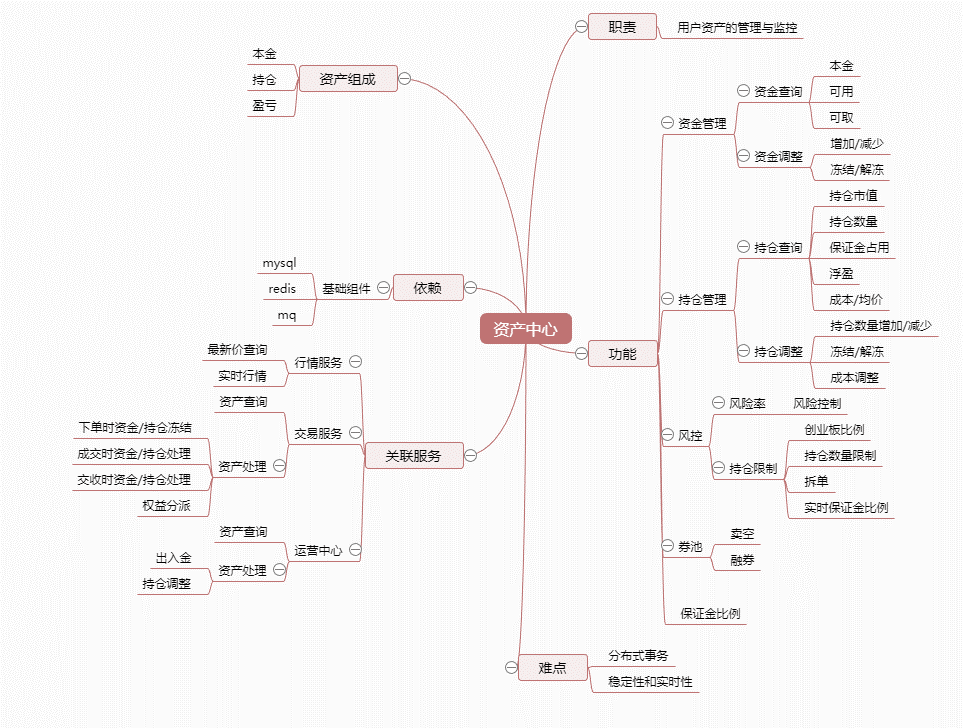 资产中心
职责
用户资产的管理与监控
功能
资金管理
资金查询
本金
可用
可取
资金调整
增加/减少
冻结/解冻
持仓管理
持仓查询
持仓市值
持仓数量
保证金占用
浮盈
成本/均价
持仓调整
持仓数量增加/减少
冻结/解冻
成本调整
风控
风险率
风险控制
持仓限制
创业板比例
持仓数量限制
拆单
实时保证金比例
券池
卖空
融券
保证金比例
难点
分布式事务
稳定性和实时性
资产组成
本金
持仓
盈亏
依赖
基础组件
mysql
redis
mq
关联服务
行情服务
最新价查询
实时行情
交易服务
资产查询
资产处理
下单时资金/持仓冻结
成交时资金/持仓处理
交收时资金/持仓处理
权益分派
运营中心
资产查询
资产处理
出入金
持仓调整